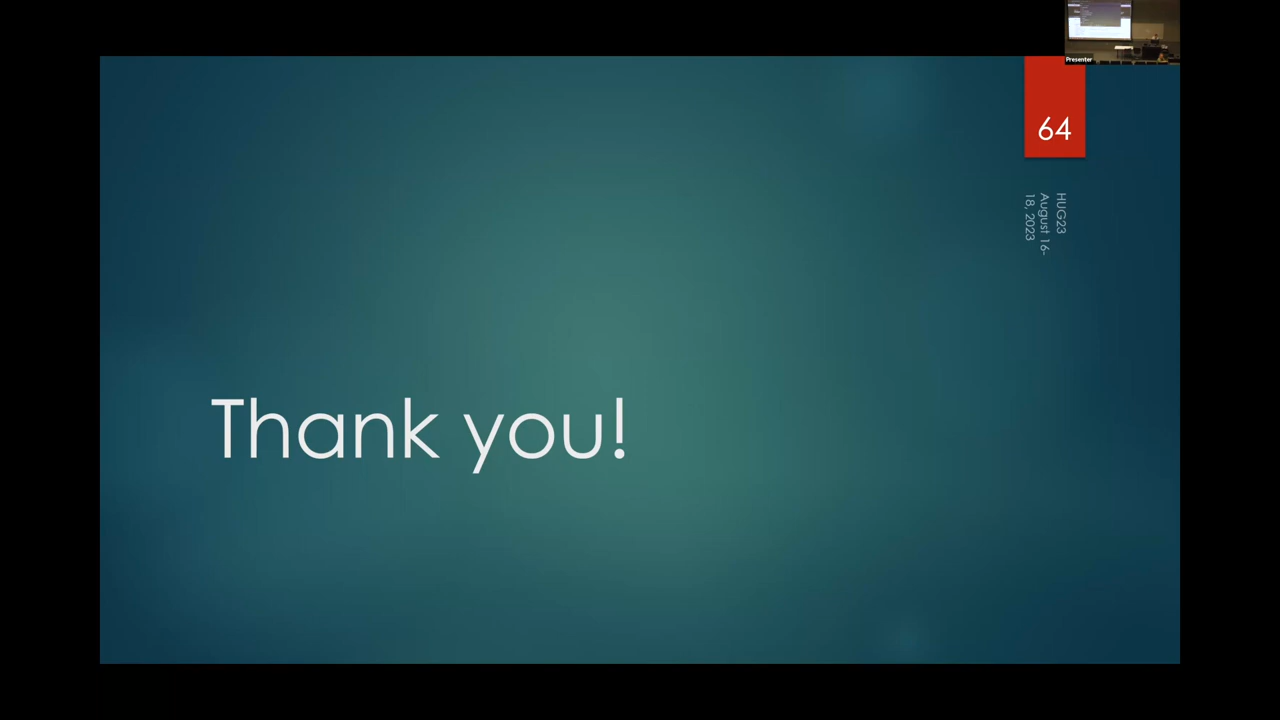 Presenter
64
HUG23
August 16-
18, 2023
Thank you!